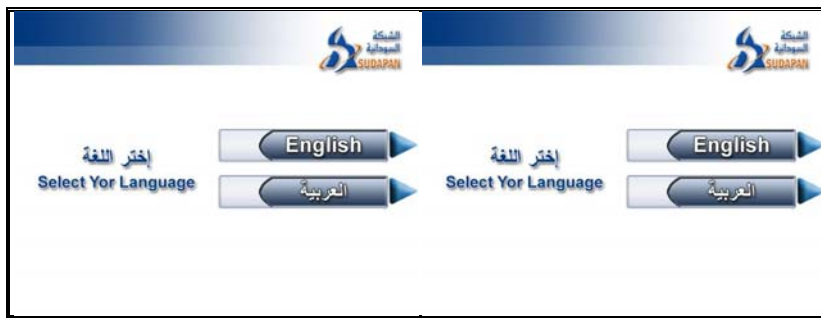 الشبكة
السودانية
SUDAPAN
إختر اللغة
Select Yor Language
English
العربية
الشبكة
السودانية
SUDAPAN
إختر اللغة
Select Yor Language
English
العربية